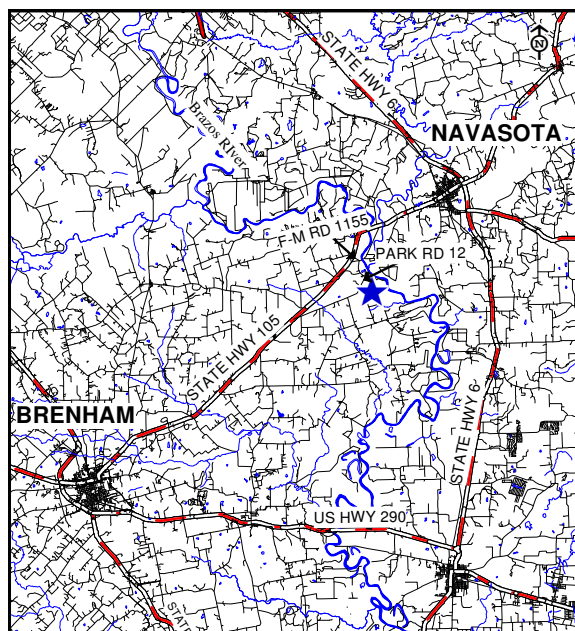 N
STATE HWY 6
NAVASOTA
Brazos River
F-M RD 1155
PARK RD 12
STATE HWY 105
BRENHAM
STATE HWY 6
US HWY 290
STAT